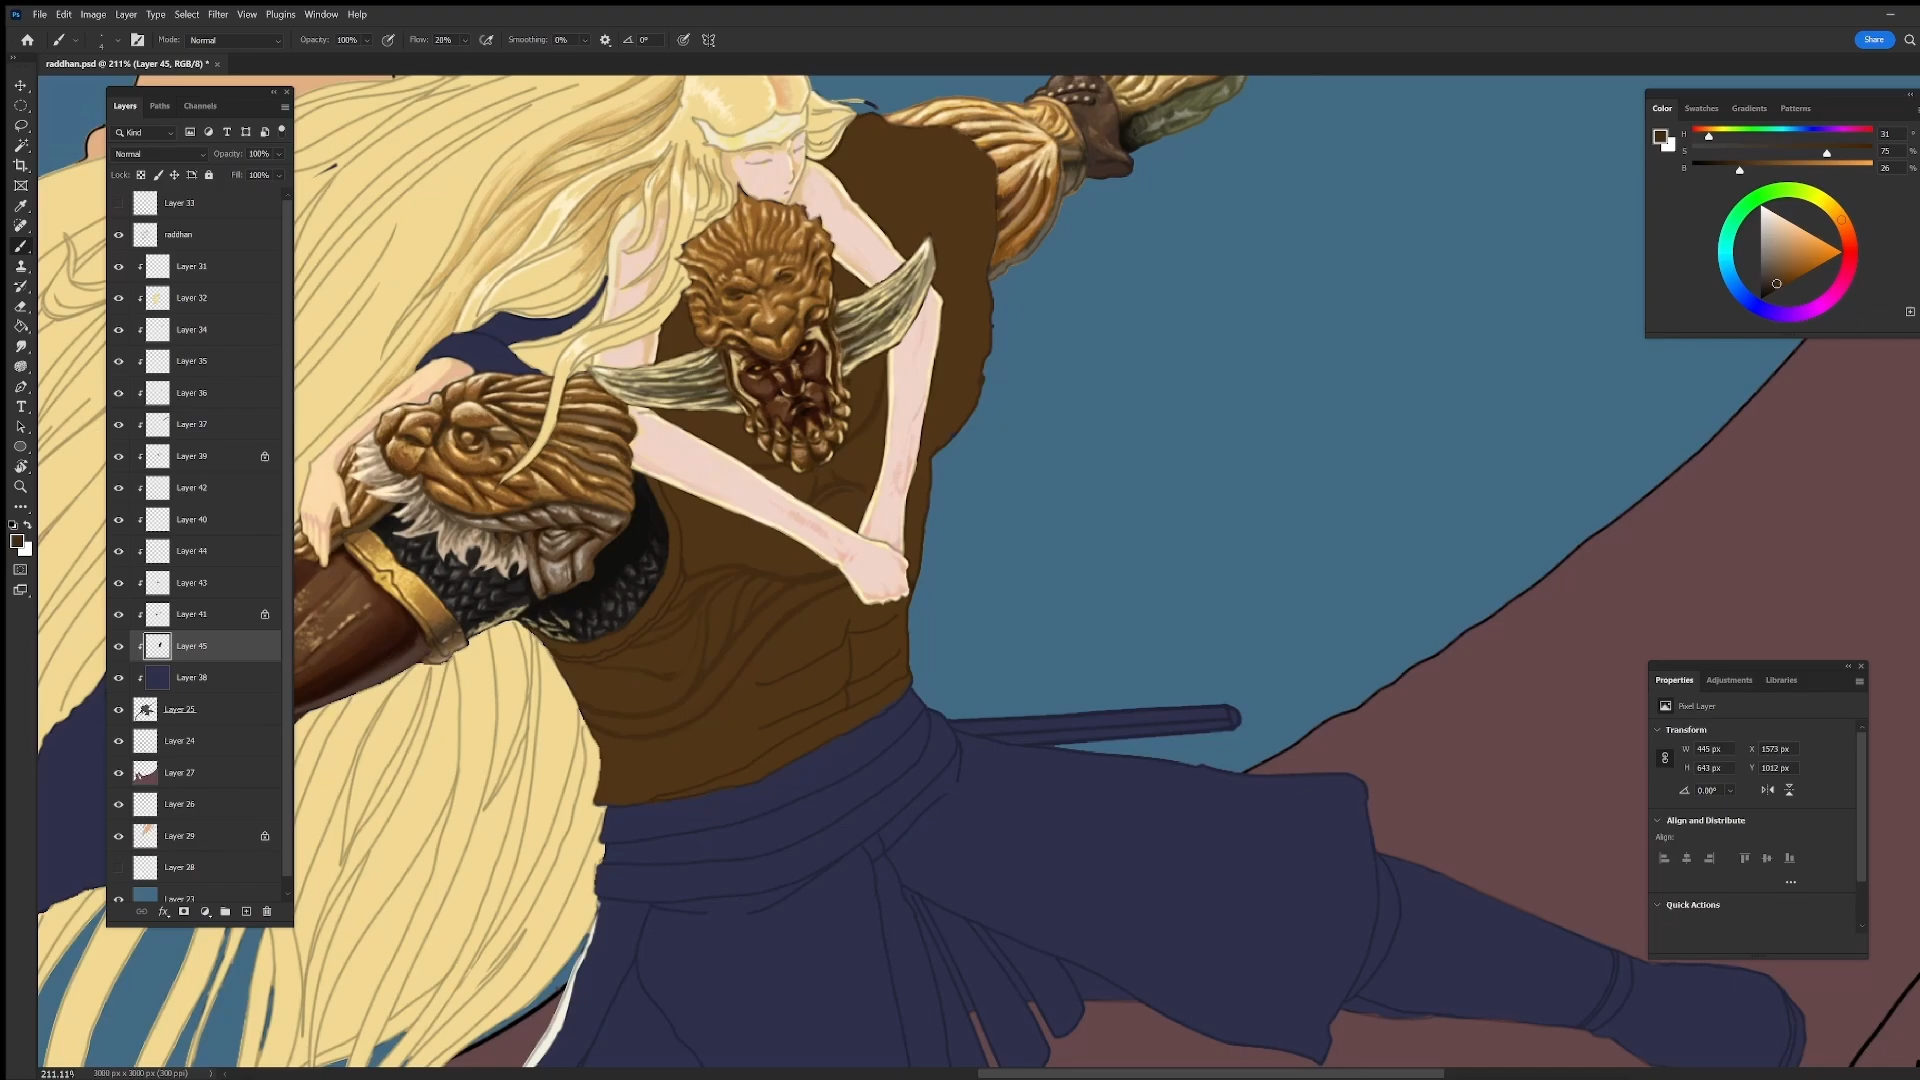 Ps File Edit Image Layer Type Select Filter View Plugins Window Help
4 Mode: Normal Opacity: 100% Flow: 20% Smoothing: 0% 0° Share
raddhan.psd @ 211% (Layer 45, RGB/8) * ×
Layers Paths Channels
Kind
Normal Opacity: 100%
Lock: Fill: 100%
Layer 33
raddhan
Layer 31
Layer 32
Layer 34
Layer 35
Layer 36
Layer 37
Layer 39
Layer 42
Layer 40
Layer 44
Layer 43
Layer 41
Layer 45
Layer 38
Layer 25
Layer 24
Layer 27
Layer 26
Layer 29
Layer 28
Layer 23
fx
Color Swatches Gradients Patterns
H 31 °
S 75 %
B 26 %
Properties Adjustments Libraries
Pixel Layer
Transform
W 445 px X 1573 px
H 643 px Y 1012 px
0.00°
Align and Distribute
Align:
Quick Actions
211.11% 3000 px x 3000 px (300 ppi)